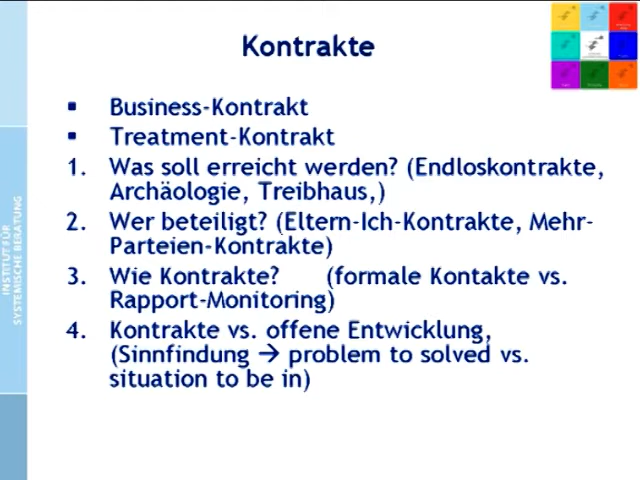 Kontrakte
▪ Business-Kontrakt
▪ Treatment-Kontrakt
1. Was soll erreicht werden? (Endloskontrakte,
Archäologie, Treibhaus,)
2. Wer beteiligt? (Eltern-Ich-Kontrakte, Mehr-
Parteien-Kontrakte)
3. Wie Kontrakte? (formale Kontakte vs.
Rapport-Monitoring)
4. Kontrakte vs. offene Entwicklung,
(Sinnfindung → problem to solved vs.
situation to be in)
INSTITUT FÜR
SYSTEMISCHE BERATUNG